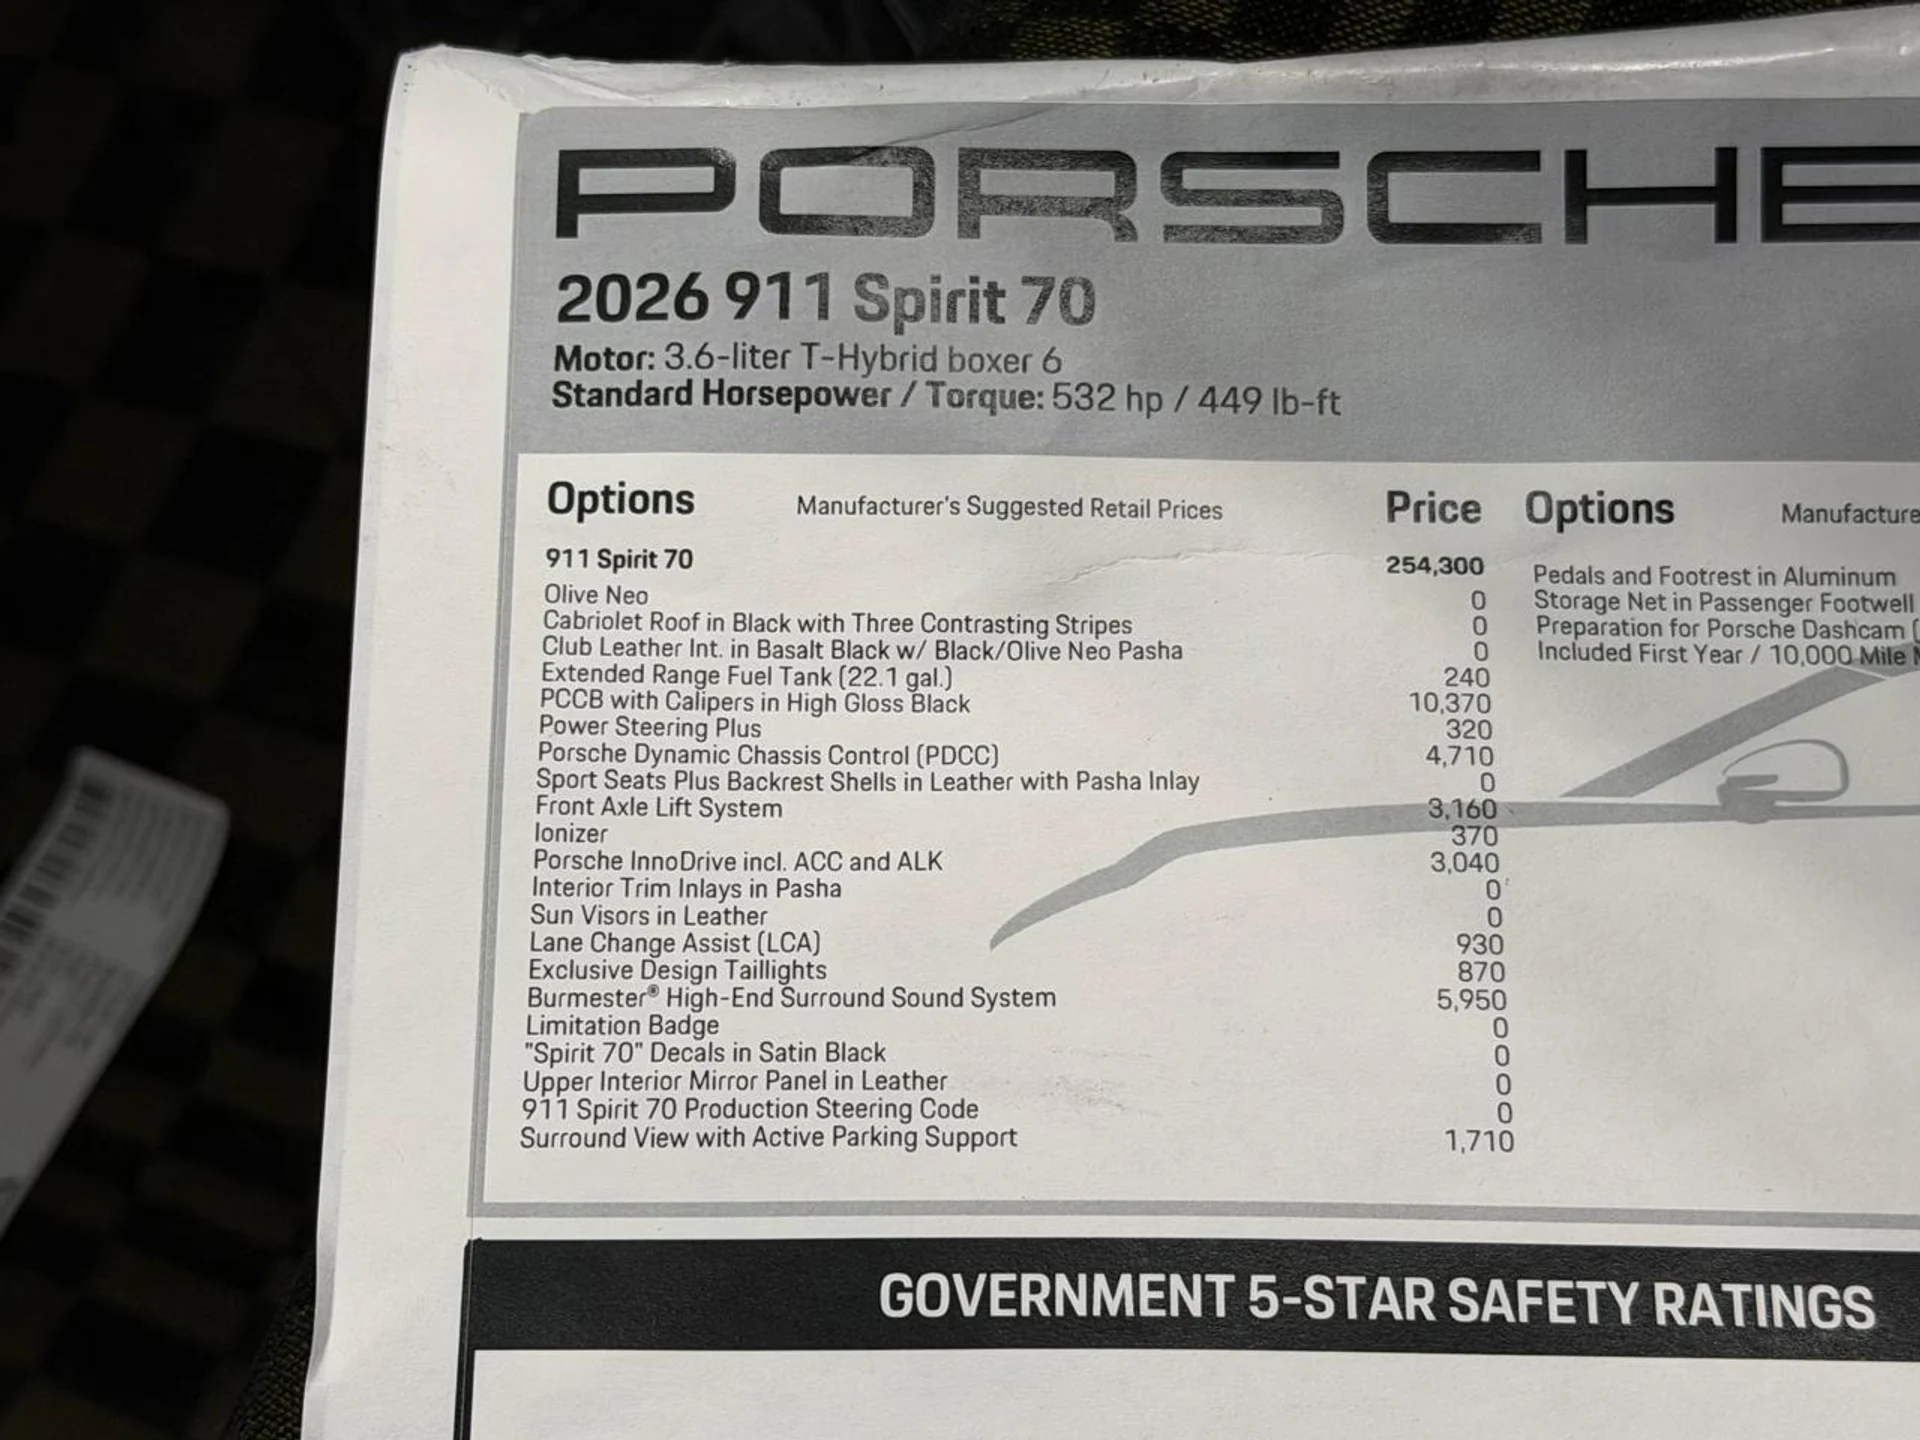 PORSCHE
2026 911 Spirit 70
Motor: 3.6-liter T-Hybrid boxer 6
Standard Horsepower / Torque: 532 hp / 449 lb-ft
Options Manufacturer's Suggested Retail Prices Price
911 Spirit 70 254,300
Olive Neo 0
Cabriolet Roof in Black with Three Contrasting Stripes 0
Club Leather Int. in Basalt Black w/ Black/Olive Neo Pasha 0
Extended Range Fuel Tank (22.1 gal.) 240
PCCB with Calipers in High Gloss Black 10,370
Power Steering Plus 320
Porsche Dynamic Chassis Control (PDCC) 4,710
Sport Seats Plus Backrest Shells in Leather with Pasha Inlay 0
Front Axle Lift System 3,160
Ionizer 370
Porsche InnoDrive incl. ACC and ALK 3,040
Interior Trim Inlays in Pasha 0
Sun Visors in Leather 0
Lane Change Assist (LCA) 930
Exclusive Design Taillights 870
Burmester® High-End Surround Sound System 5,950
Limitation Badge 0
"Spirit 70" Decals in Satin Black 0
Upper Interior Mirror Panel in Leather 0
911 Spirit 70 Production Steering Code 0
Surround View with Active Parking Support 1,710
Options Manufacture
Pedals and Footrest in Aluminum
Storage Net in Passenger Footwell
Preparation for Porsche Dashcam (
Included First Year / 10,000 Mile
GOVERNMENT 5-STAR SAFETY RATINGS